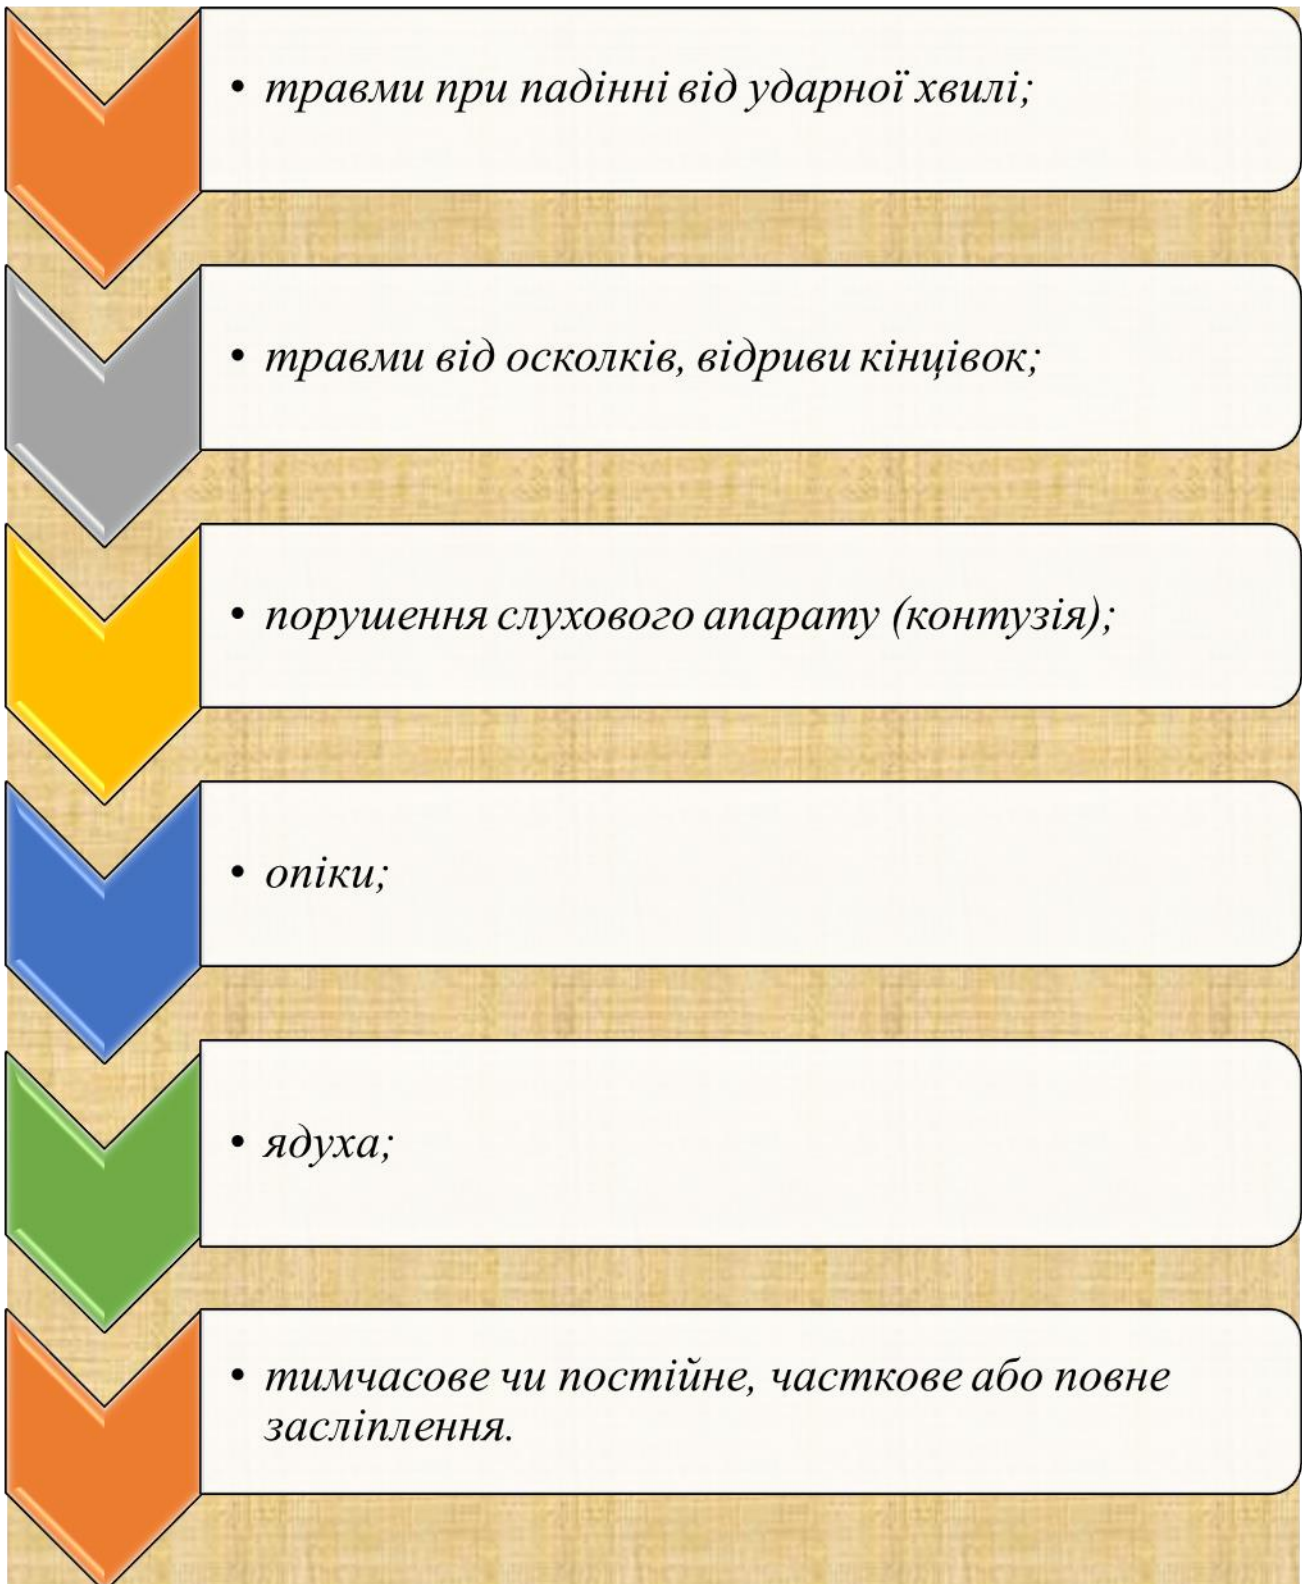 • травми при падінні від ударної хвилі;
• травми від осколків, відриви кінцівок;
• порушення слухового апарату (контузія);
• опіки;
• ядуха;
• тимчасове чи постійне, часткове або повне
засліплення.